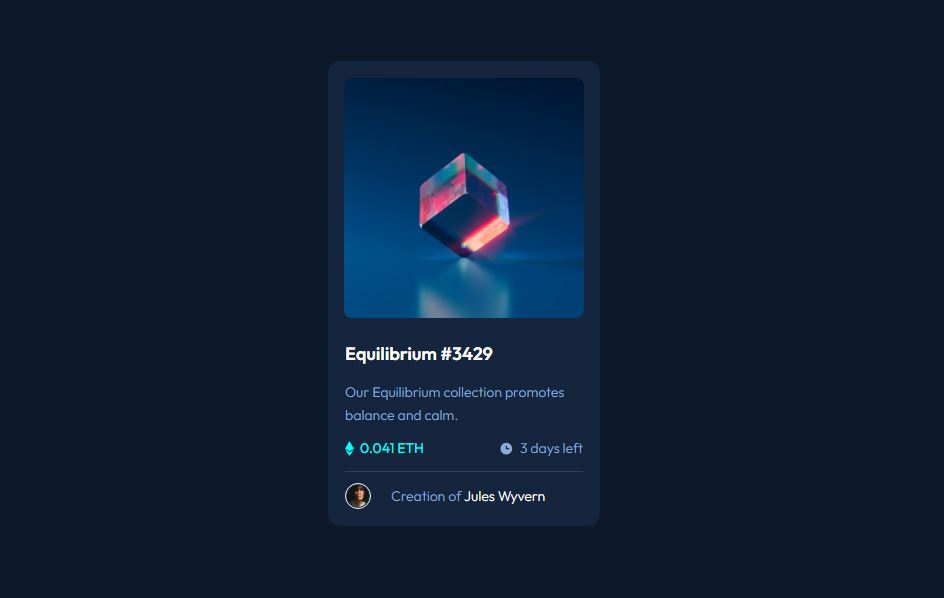 Equilibrium #3429
Our Equilibrium collection promotes
balance and calm.
0.041 ETH
3 days left
Creation of Jules Wyvern